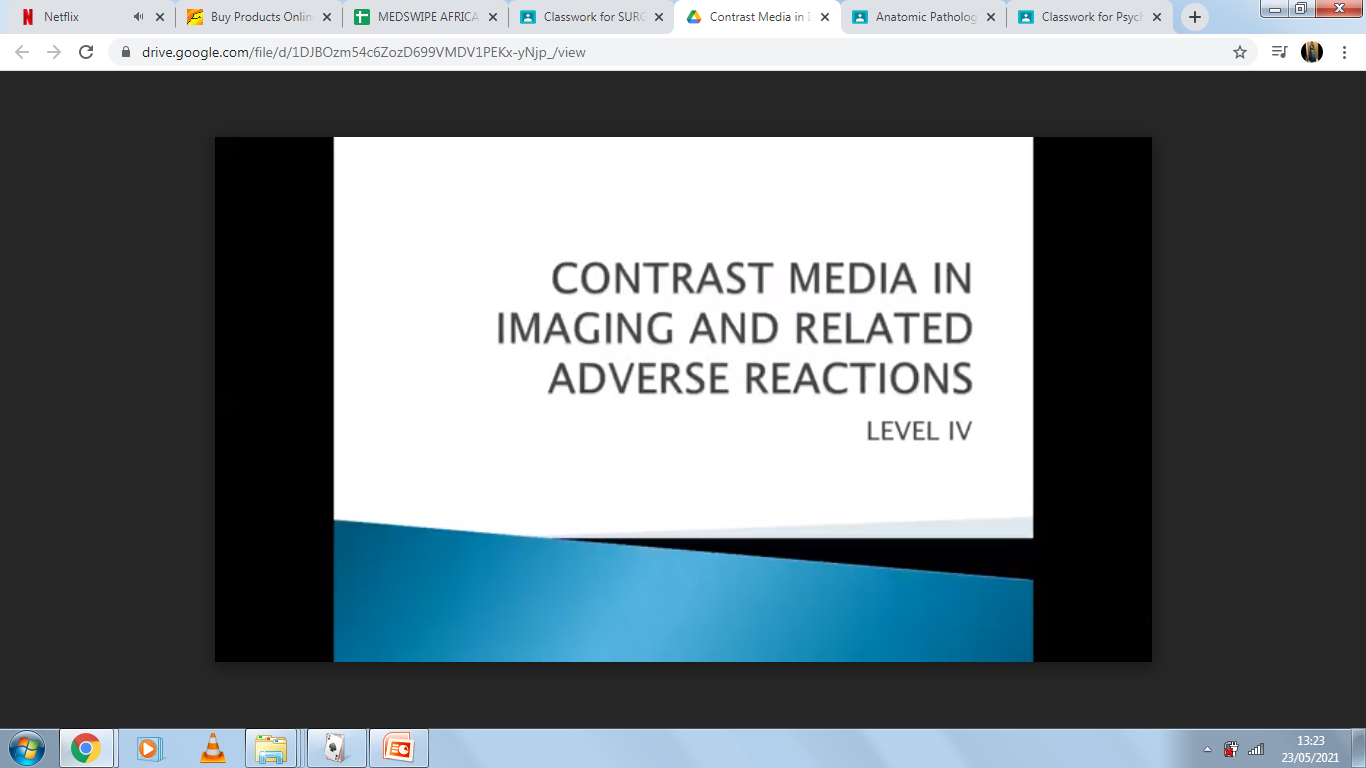 Netflix
Buy Products Onlin
MEDSWIPE AFRICA
Classwork for SURG
Contrast Media in I
Anatomic Patholog
Classwork for Psych
drive.google.com/file/d/1DJBOzm54c6ZozD699VMDV1PEKx-yNjp_/view
CONTRAST MEDIA IN
IMAGING AND RELATED
ADVERSE REACTIONS
LEVEL IV
13:23
23/05/2021